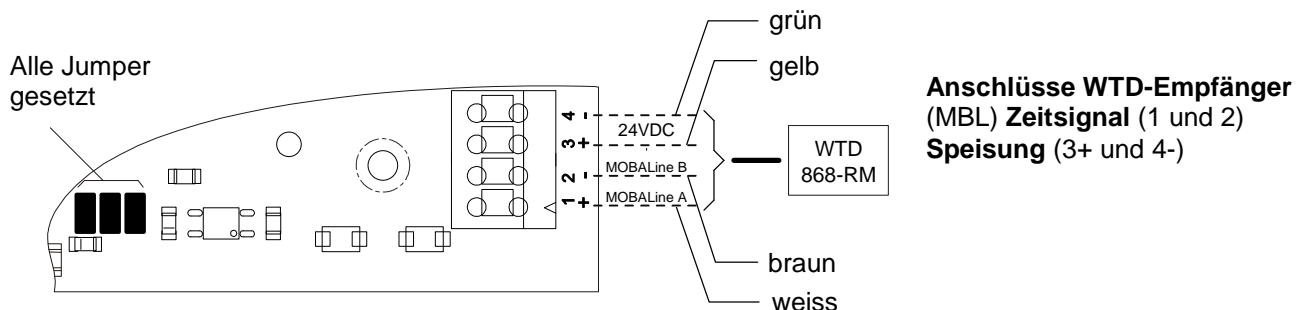 grün
Alle Jumper
gesetzt
gelb
Anschlüsse WTD-Empfänger
(MBL) Zeitsignal (1 und 2)
Speisung (3+ und 4-)
4 -
24VDC
3 +
WTD
868-RM
2 -
MOBALine B
1 +
MOBALine A
braun
weiss